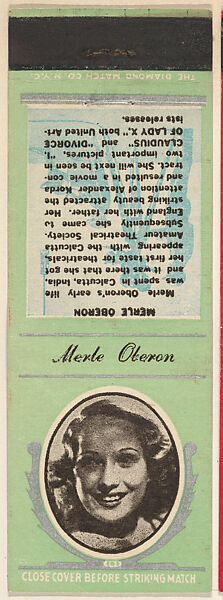 THE DIAMOND MATCH CO. N.Y.C.
MERLE OBERON
Merle Oberon's early life
was spent in Calcutta, India,
and it was there that she got
her first taste for theatricals,
appearing with the Calcutta
Amateur Theatrical Society.
Subsequently she came to
England with her father. Her
striking beauty attracted the
attention of Alexander Korda
and resulted in a movie con-
tract. She will next be seen in
two important pictures, "I,
CLAUDIUS" and "DIVORCE
OF LADY X," both United Art-
ists releases.
Merle Oberon
CLOSE COVER BEFORE STRIKING MATCH